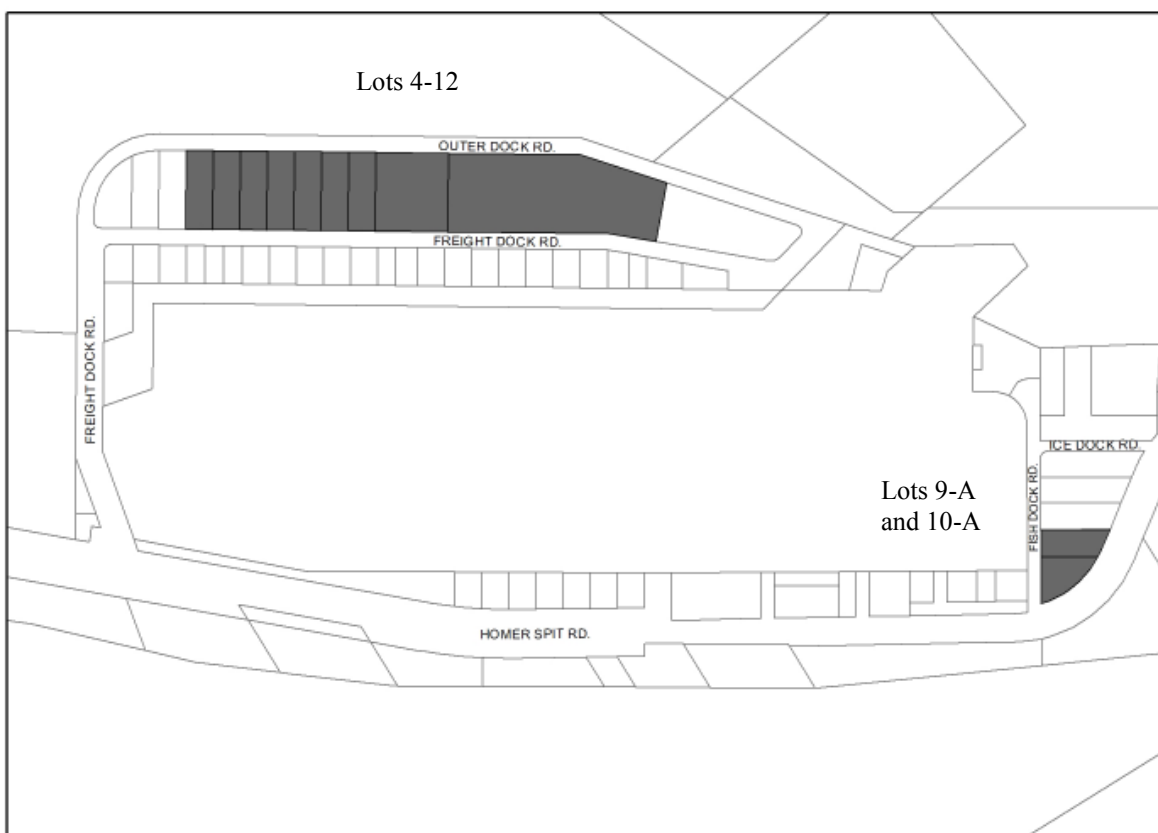 Lots 4-12
OUTER DOCK RD.
FREIGHT DOCK RD.
FREIGHT DOCK RD.
ICE DOCK RD.
Lots 9-A
and 10-A
FISH DOCK RD.
HOMER SPIT RD.